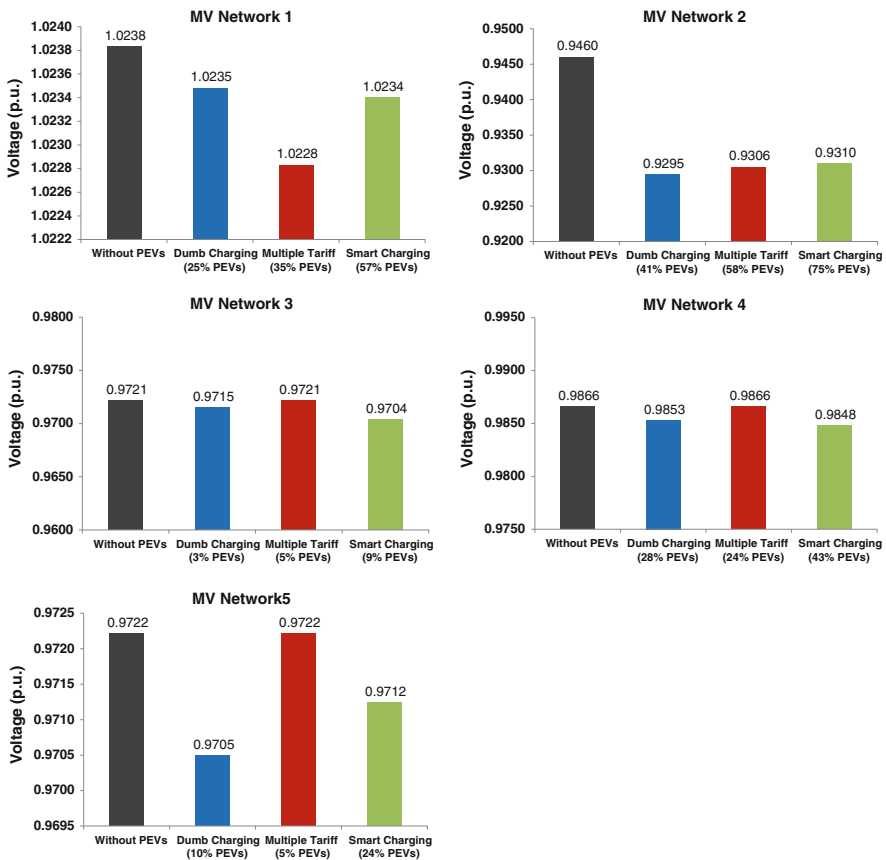 MV Network 1
Voltage (p.u.)
1.0240
1.0238
1.0236
1.0234
1.0232
1.0230
1.0228
1.0226
1.0224
1.0222
1.0238
1.0235
1.0228
1.0234
Without PEVs
Dumb Charging
(25% PEVs)
Multiple Tariff
(35% PEVs)
Smart Charging
(57% PEVs)
MV Network 2
Voltage (p.u.)
0.9500
0.9450
0.9400
0.9350
0.9300
0.9250
0.9200
0.9460
0.9295
0.9306
0.9310
Without PEVs
Dumb Charging
(41% PEVs)
Multiple Tariff
(58% PEVs)
Smart Charging
(75% PEVs)
MV Network 3
Voltage (p.u.)
0.9800
0.9750
0.9700
0.9650
0.9600
0.9721
0.9715
0.9721
0.9704
Without PEVs
Dumb Charging
(3% PEVs)
Multiple Tariff
(5% PEVs)
Smart Charging
(9% PEVs)
MV Network 4
Voltage (p.u.)
0.9950
0.9900
0.9850
0.9800
0.9750
0.9866
0.9853
0.9866
0.9848
Without PEVs
Dumb Charging
(28% PEVs)
Multiple Tariff
(24% PEVs)
Smart Charging
(43% PEVs)
MV Network5
Voltage (p.u.)
0.9725
0.9720
0.9715
0.9710
0.9705
0.9700
0.9695
0.9722
0.9705
0.9722
0.9712
Without PEVs
Dumb Charging
(10% PEVs)
Multiple Tariff
(5% PEVs)
Smart Charging
(24% PEVs)